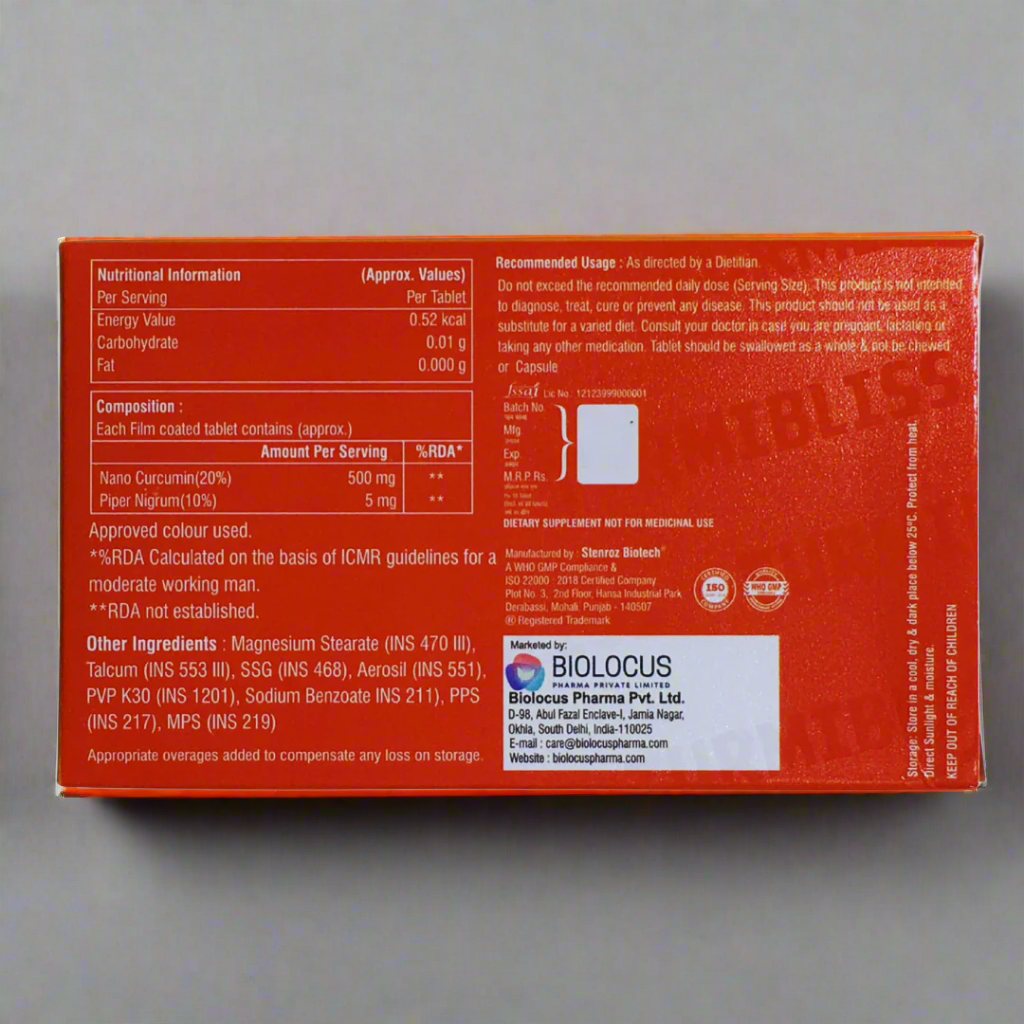 Nutritional Information (Approx. Values)
Per Serving Per Tablet
Energy Value 0.52 kcal
Carbohydrate 0.01 g
Fat 0.000 g
Composition :
Each Film coated tablet contains (approx.)
Amount Per Serving %RDA*
Nano Curcumin(20%) 500 mg **
Piper Nigrum(10%) 5 mg **
Approved colour used.
*%RDA Calculated on the basis of ICMR guidelines for a
moderate working man.
**RDA not established.
Other Ingredients : Magnesium Stearate (INS 470 III),
Talcum (INS 553 III), SSG (INS 468), Aerosil (INS 551),
PVP K30 (INS 1201), Sodium Benzoate INS 211), PPS
(INS 217), MPS (INS 219)
Appropriate overages added to compensate any loss on storage.
Recommended Usage : As directed by a Dietitian.
Do not exceed the recommended daily dose (Serving Size). This product is not intended
to diagnose, treat, cure or prevent any disease. This product should not be used as a
substitute for a varied diet. Consult your doctor in case you are pregnant, lactating or
taking any other medication. Tablet should be swallowed as a whole & not be chewed
or Capsule
fssai Lic No. 12123999000001
Batch No.
Mfg.
Exp.
M.R.P Rs.
DIETARY SUPPLEMENT NOT FOR MEDICINAL USE
Manufactured by : Stenroz Biotech®
A WHO GMP Compliance &
ISO 22000 : 2018 Certified Company
Plot No. 3, 2nd Floor, Hansa Industrial Park
Derabassi, Mohali, Punjab - 140507
® Registered Trademark
CERTIFIED
ISO
COMPANY
WHO GMP
Marketed by:
BIOLOCUS
PHARMA PRIVATE LIMITED
Biolocus Pharma Pvt. Ltd.
D-98, Abul Fazal Enclave-I, Jamia Nagar,
Okhla, South Delhi, India-110025
E-mail : care@biolocuspharma.com
Website : biolocuspharma.com
Storage: Store in a cool, dry & dark place below 25°C. Protect from heat,
Direct Sunlight & moisture.
KEEP OUT OF REACH OF CHILDREN